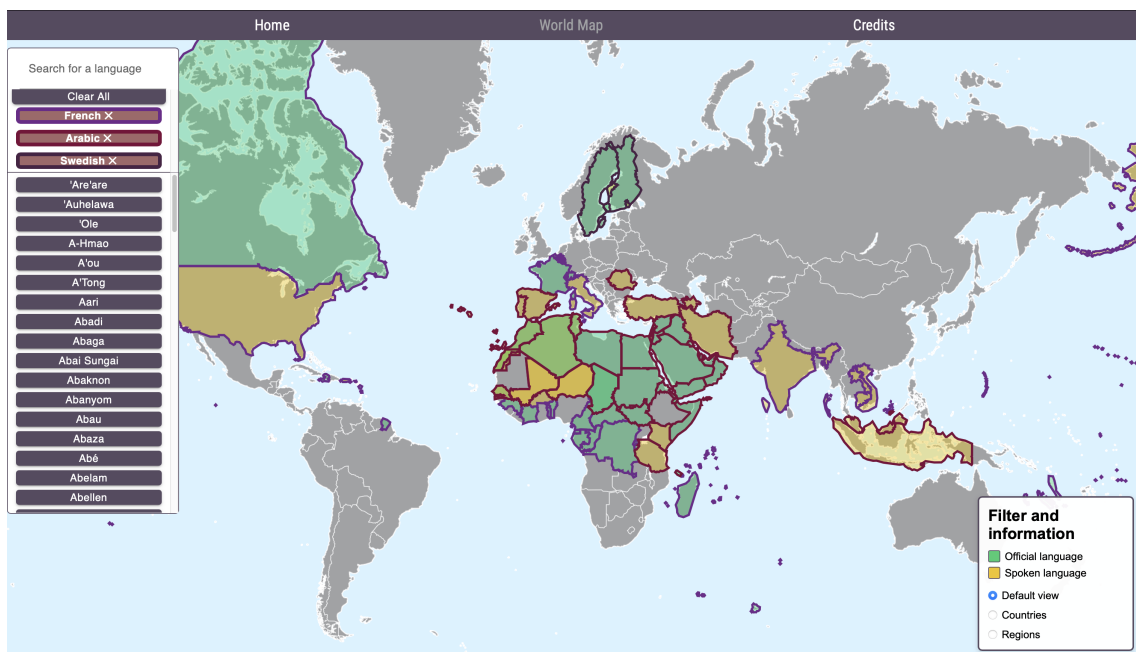 Home
World Map
Credits
Search for a language
Clear All
French ×
Arabic ×
Swedish ×
'Are'are
'Auhelawa
'Ole
A-Hmao
A'ou
A'Tong
Aari
Abadi
Abaga
Abai Sungai
Abaknon
Abanyom
Abau
Abaza
Abé
Abelam
Abellen
Filter and
information
Official language
Spoken language
Default view
Countries
Regions